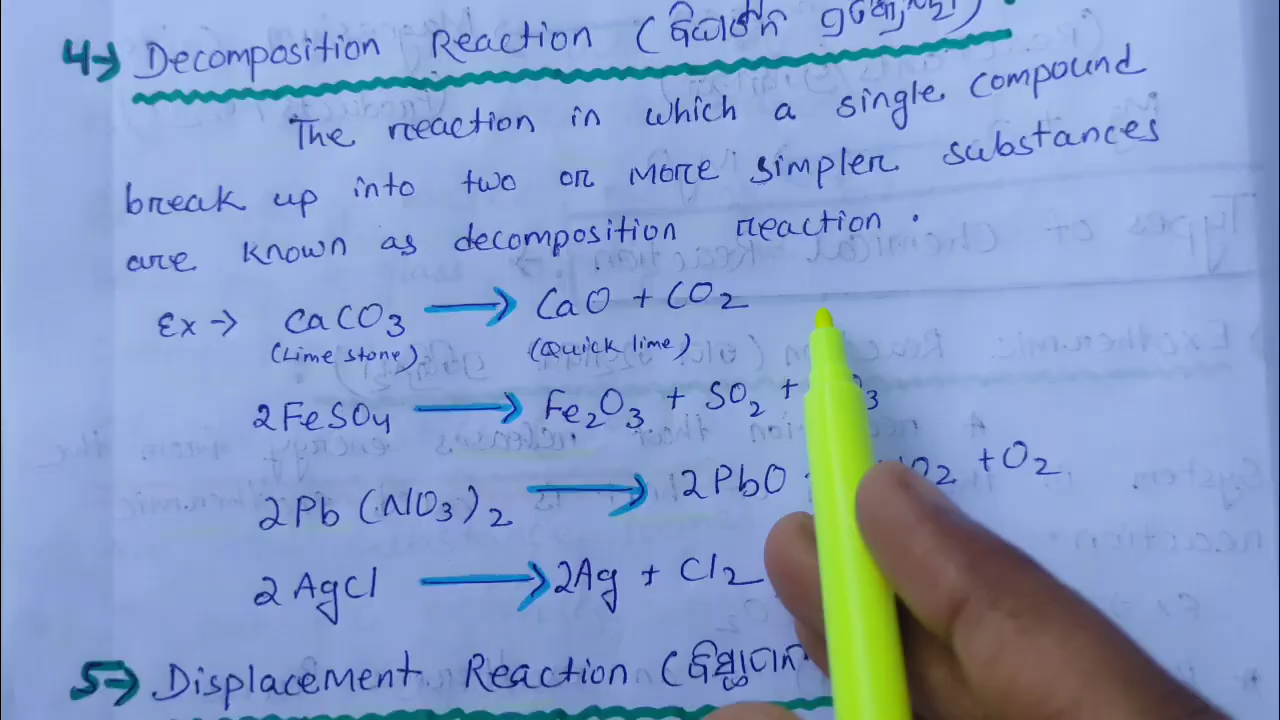 4→ Decomposition Reaction (ବିଘଟନ
The reaction in which a single compound
break up into two or more simpler substances
are known as decomposition reaction.
Ex → CaCO3 → CaO + CO2
(Lime stone) (Quick lime)
2FeSO4 → Fe2O3 + SO2 +
2Pb (NO3)2 → 2PbO + O2
2AgCl → 2Ag + Cl2
5→ Displacement Reaction (ବିସ୍ଥାପନ